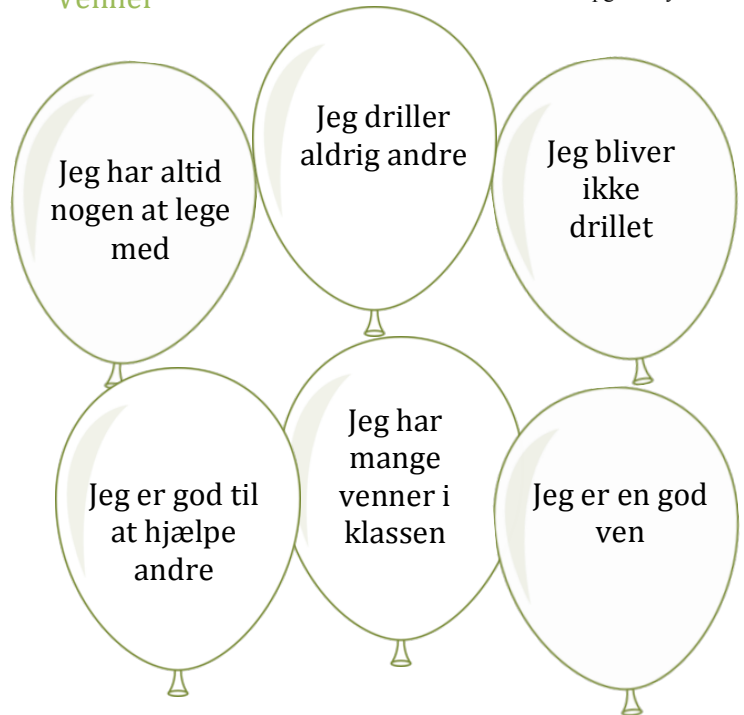 Venner
Jeg har altid
nogen at lege
med
Jeg driller
aldrig andre
Jeg bliver
ikke
drillet
Jeg er god til
at hjælpe
andre
Jeg har
mange
venner i
klassen
Jeg er en god
ven